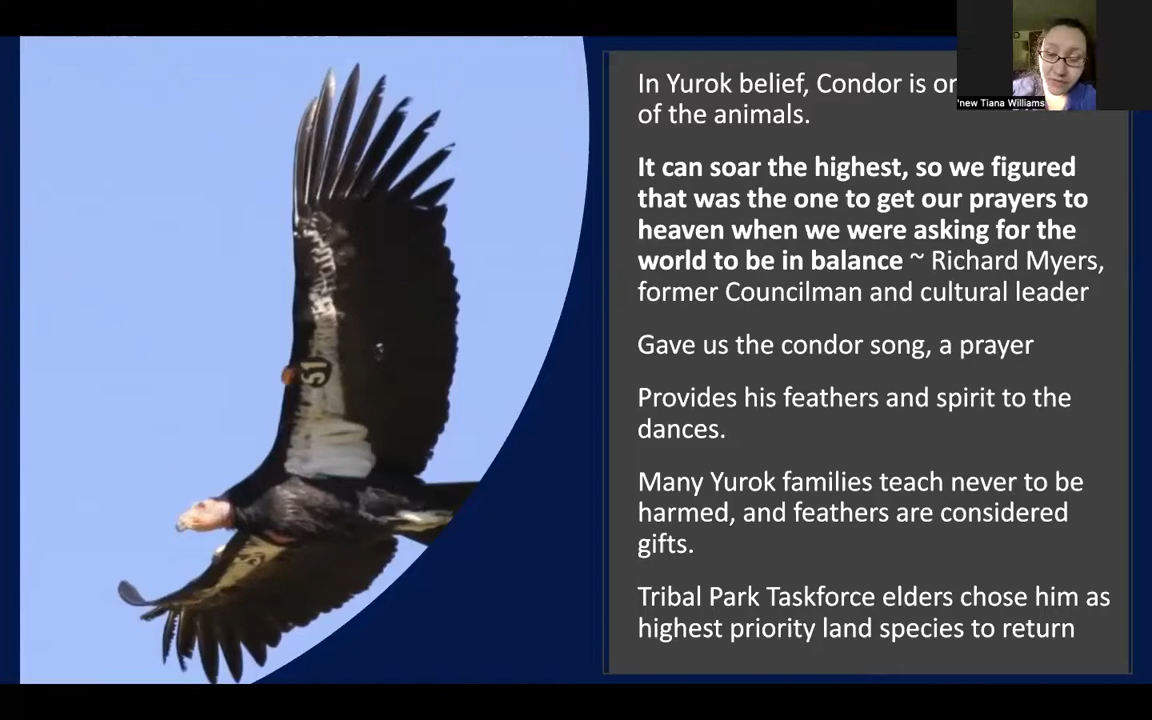 In Yurok belief, Condor is
of the animals.
It can soar the highest, so we figured
that was the one to get our prayers to
heaven when we were asking for the
world to be in balance ~ Richard Myers,
former Councilman and cultural leader
Gave us the condor song, a prayer
Provides his feathers and spirit to the
dances.
Many Yurok families teach never to be
harmed, and feathers are considered
gifts.
Tribal Park Taskforce elders chose him as
highest priority land species to return
'new Tiana Williams
51